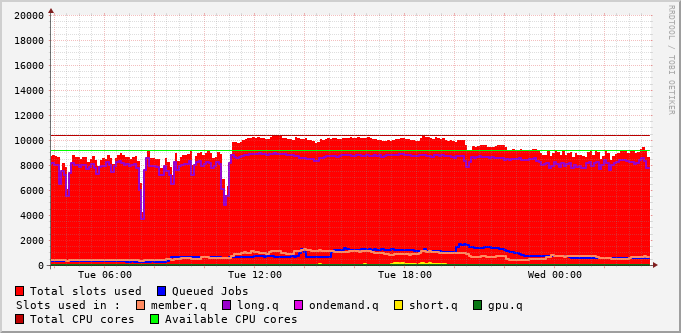 20000
18000
16000
14000
12000
10000
8000
6000
4000
2000
0
Tue 06:00 Tue 12:00 Tue 18:00 Wed 00:00
RRDTOOL / TOBI OETIKER
Total slots used Queued Jobs
Slots used in : member.q long.q ondemand.q short.q gpu.q
Total CPU cores Available CPU cores